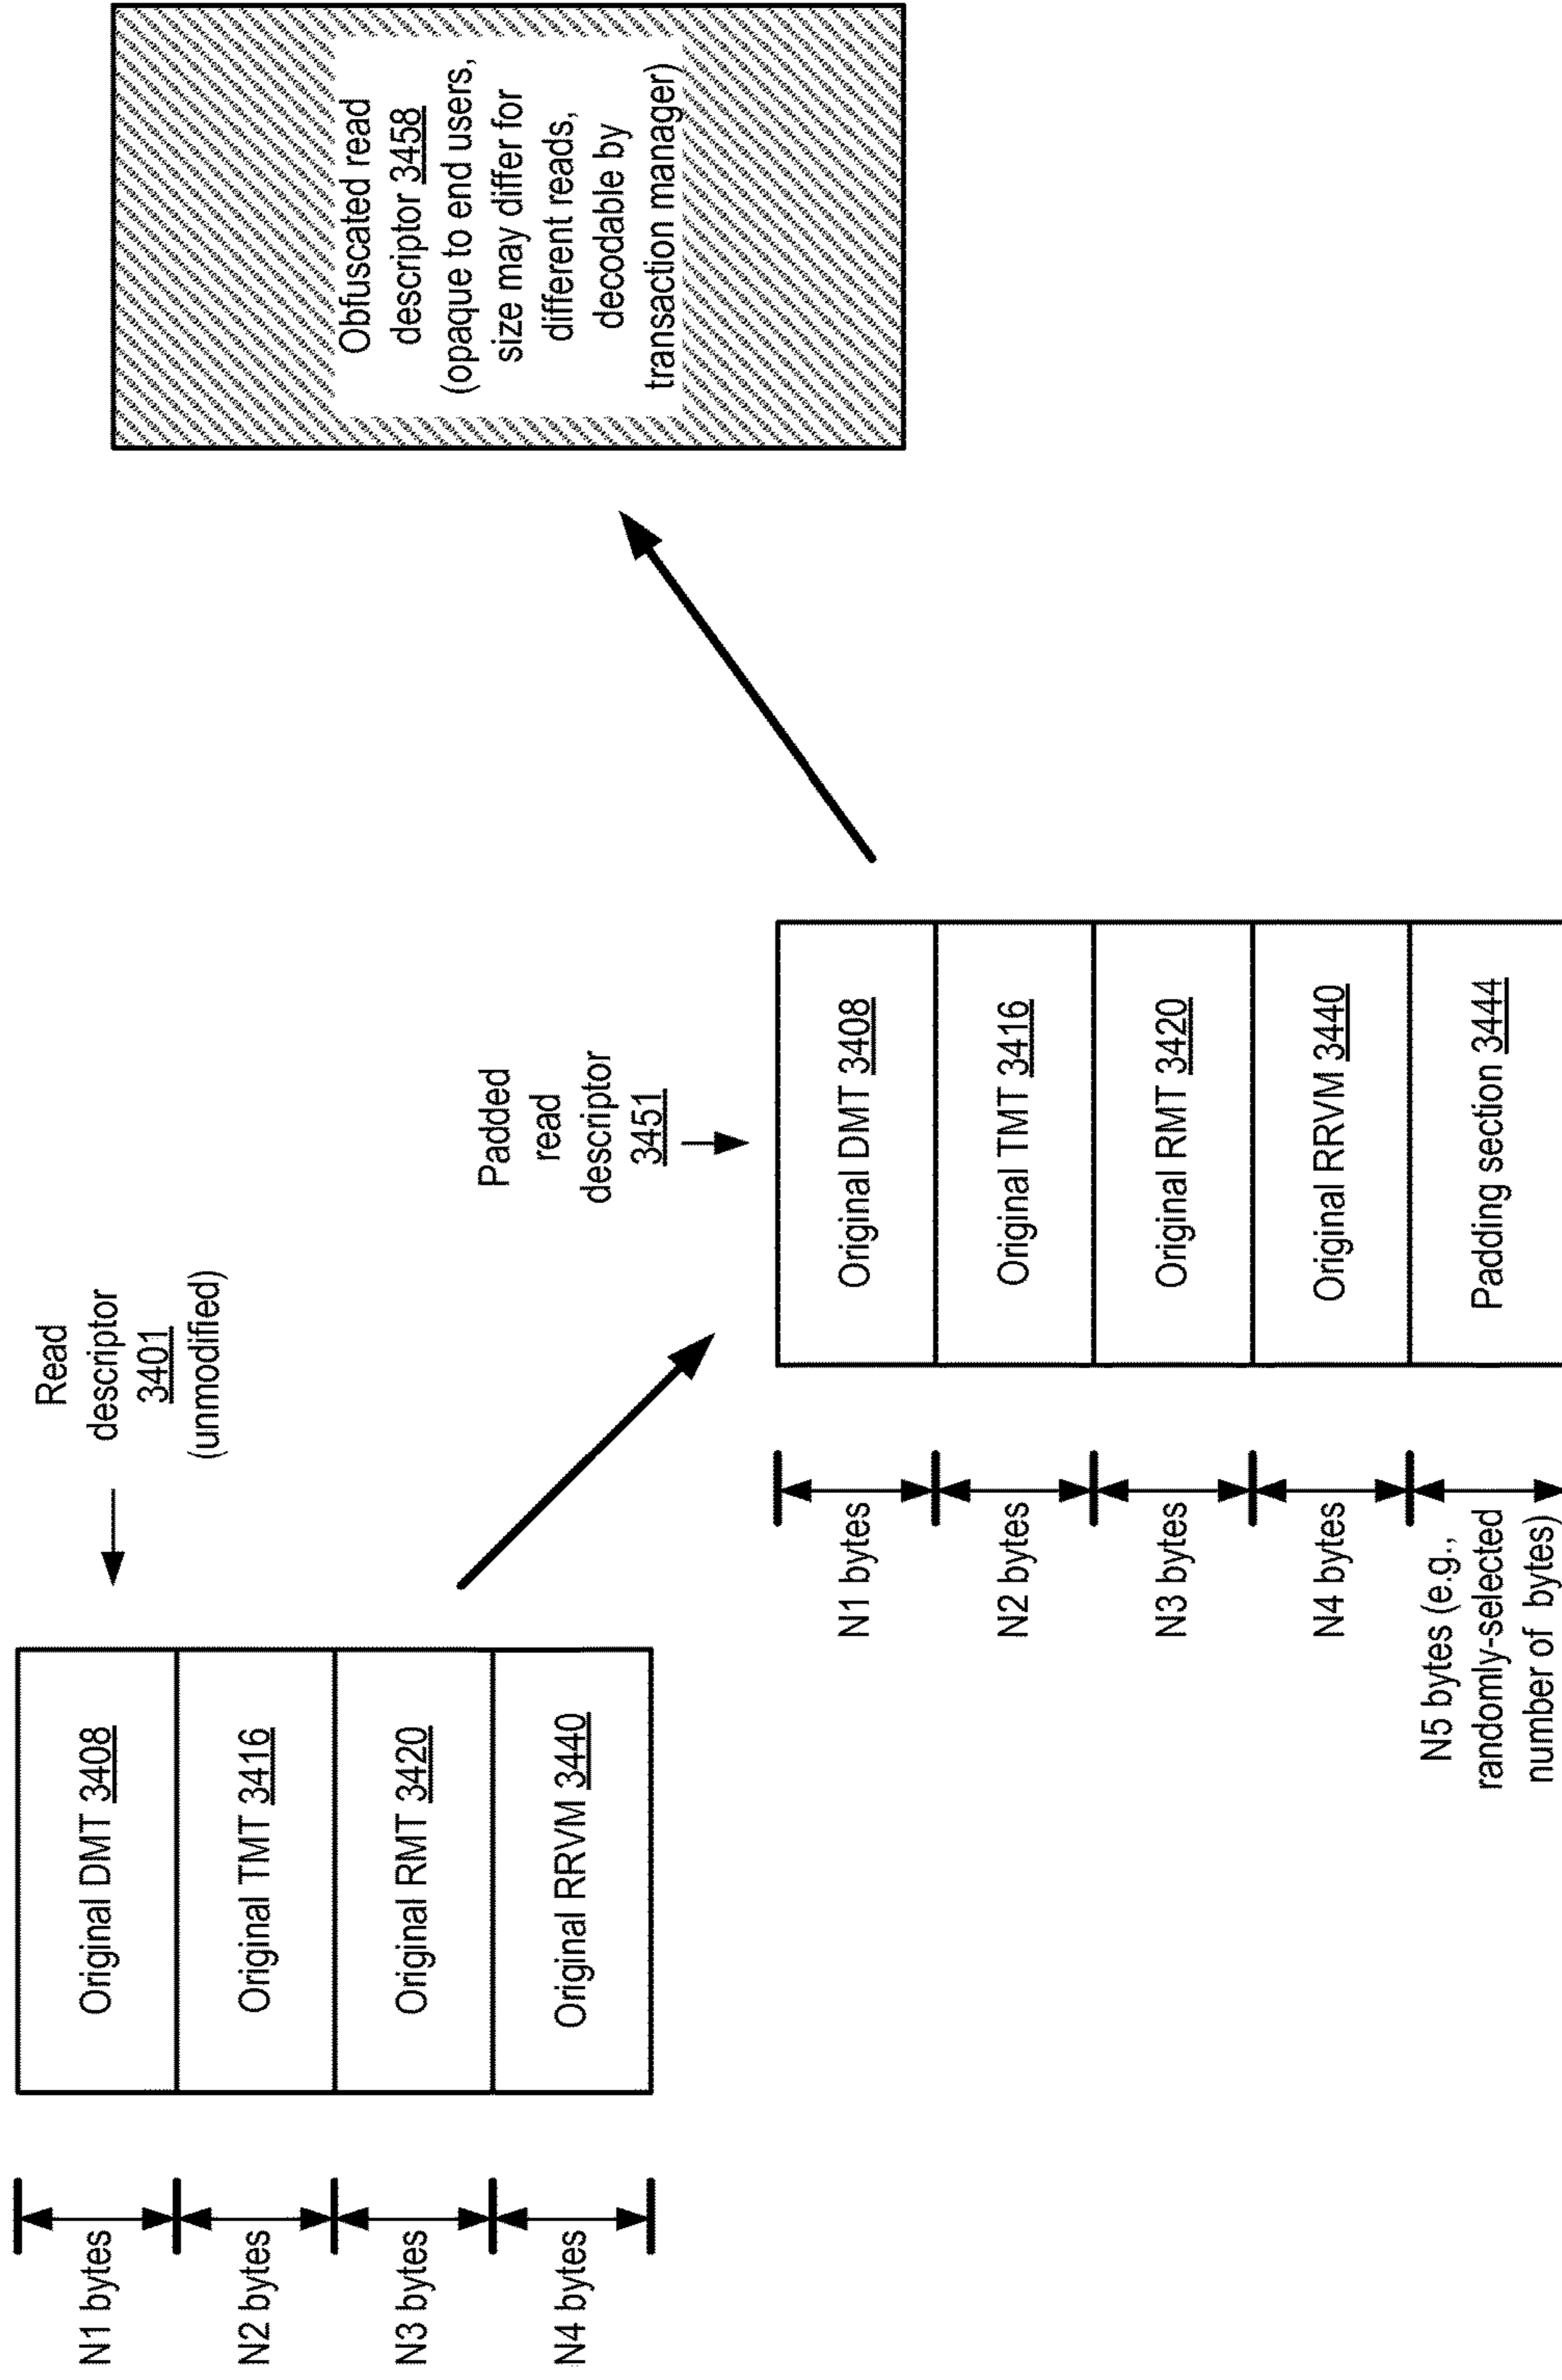 Read
descriptor
3401
(unmodified)
N1 bytes
Original DMT 3408
N2 bytes
Original TMT 3416
N3 bytes
Original RMT 3420
N4 bytes
Original RRVM 3440
Padded
read
descriptor
3451
N1 bytes
Original DMT 3408
N2 bytes
Original TMT 3416
N3 bytes
Original RMT 3420
N4 bytes
Original RRVM 3440
N5 bytes (e.g.,
randomly-selected
number of bytes)
Padding section 3444
Obfuscated read
descriptor 3458
(opaque to end users,
size may differ for
different reads,
decodable by
transaction manager)